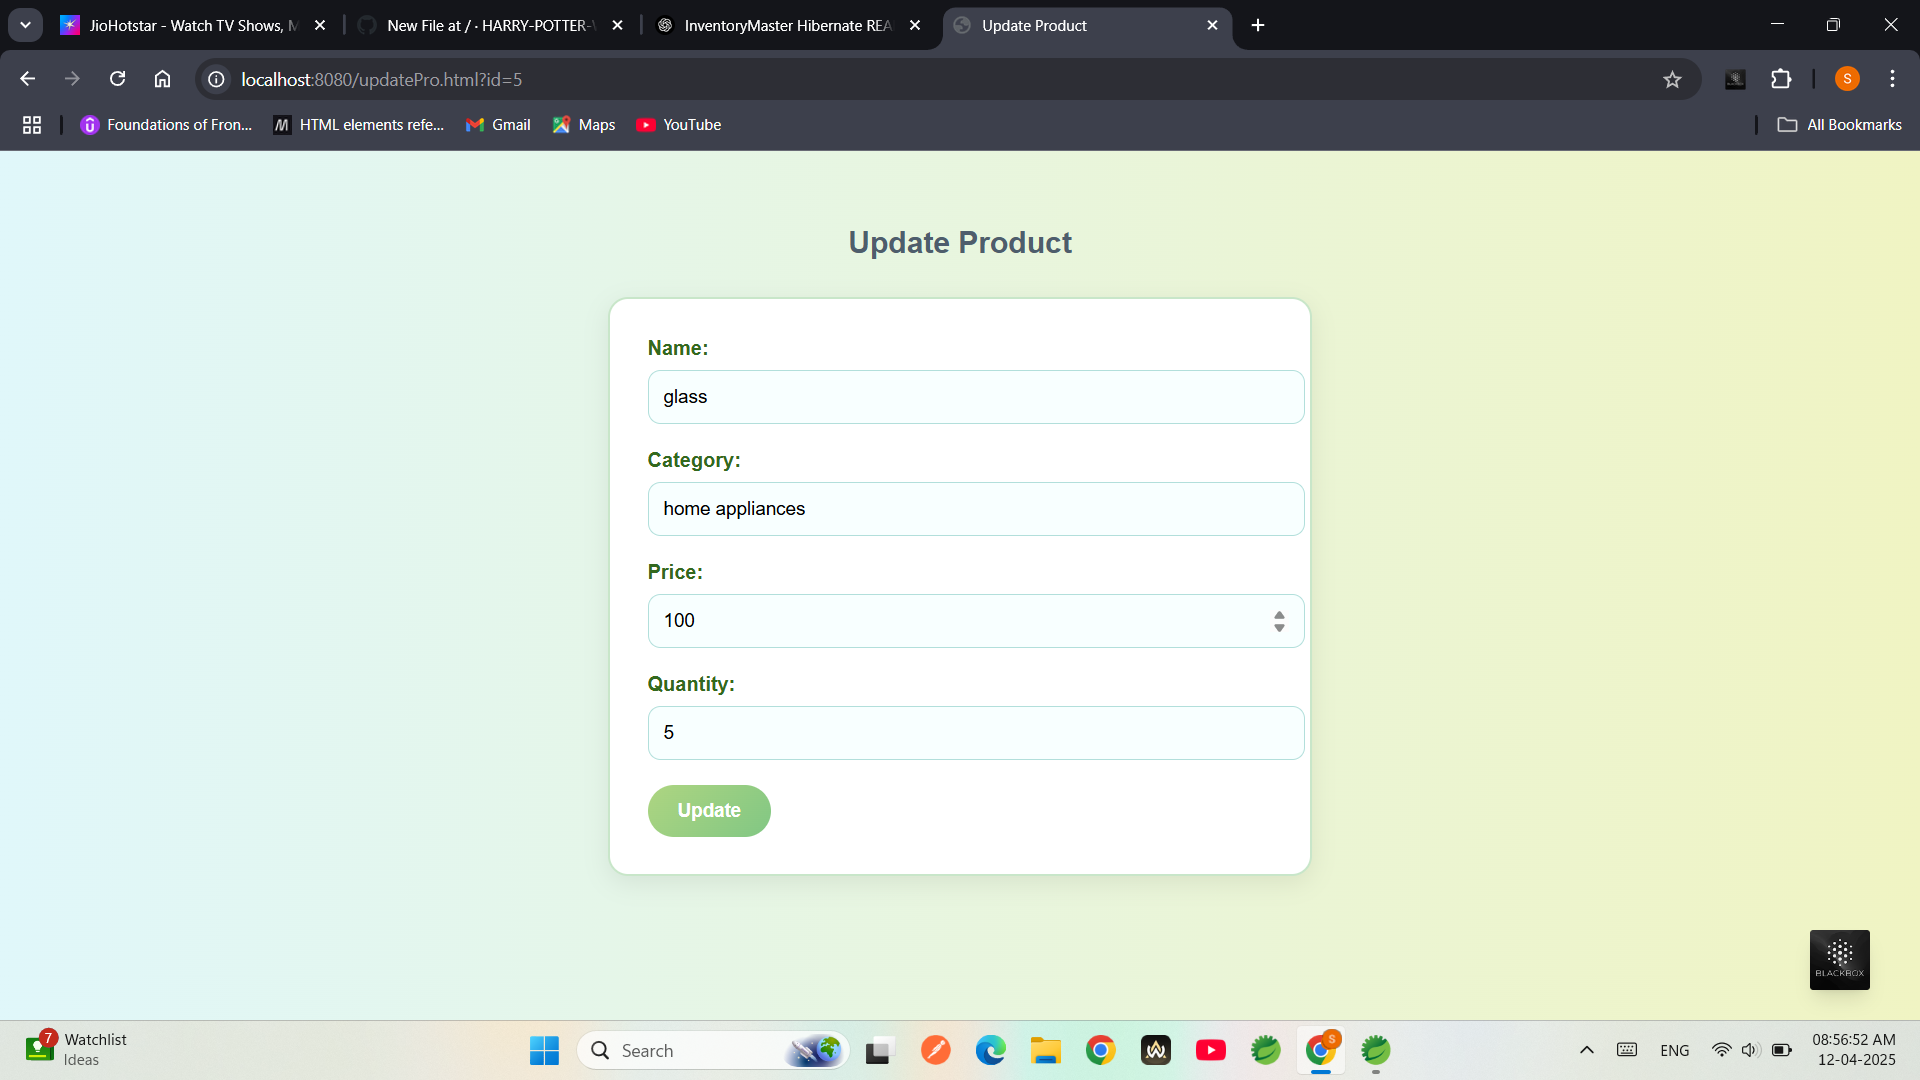 JioHotstar - Watch TV Shows, M
New File at / · HARRY-POTTER-
InventoryMaster Hibernate REA
Update Product
localhost:8080/updatePro.html?id=5
S
Foundations of Fron...
HTML elements refe...
Gmail
Maps
YouTube
All Bookmarks
Update Product
Name:
glass
Category:
home appliances
Price:
100
Quantity:
5
Update
BLACKBOX
7
Watchlist
Ideas
Search
S
ENG
08:56:52 AM
12-04-2025